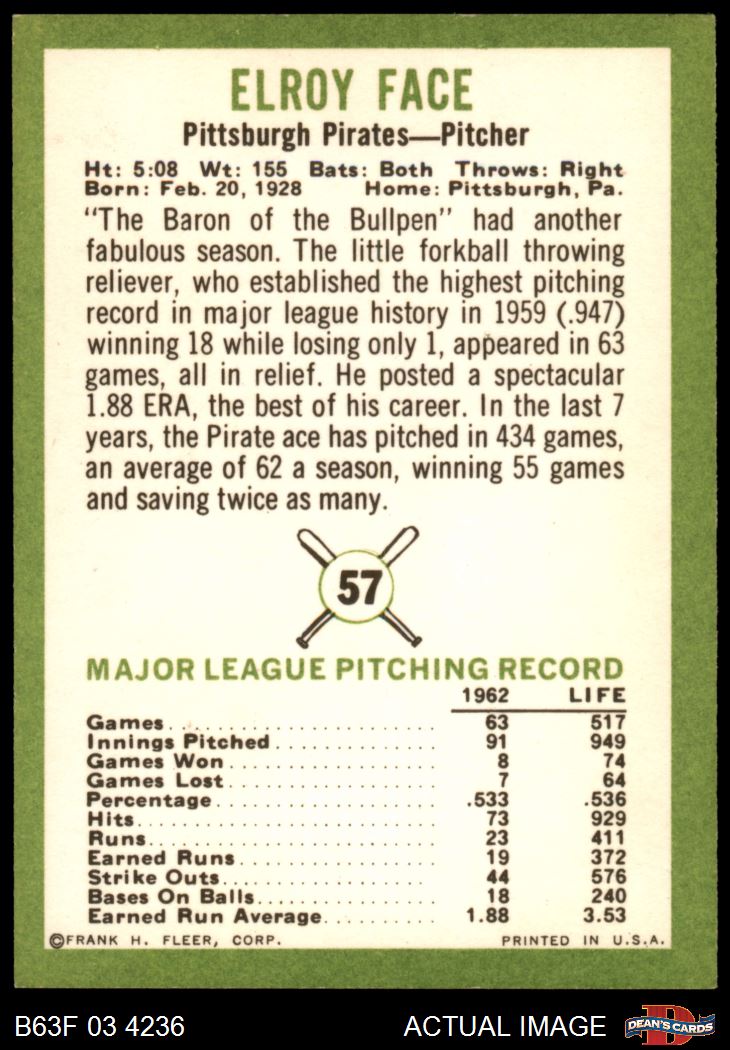 ELROY FACE
Pittsburgh Pirates—Pitcher
Ht: 5:08 Wt: 155 Bats: Both Throws: Right
Born: Feb. 20, 1928 Home: Pittsburgh, Pa.
"The Baron of the Bullpen" had another
fabulous season. The little forkball throwing
reliever, who established the highest pitching
record in major league history in 1959 (.947)
winning 18 while losing only 1, appeared in 63
games, all in relief. He posted a spectacular
1.88 ERA, the best of his career. In the last 7
years, the Pirate ace has pitched in 434 games,
an average of 62 a season, winning 55 games
and saving twice as many.
57
MAJOR LEAGUE PITCHING RECORD
1962 LIFE
Games 63 517
Innings Pitched 91 949
Games Won 8 74
Games Lost 7 64
Percentage .533 .536
Hits 73 929
Runs 23 411
Earned Runs 19 372
Strike Outs 44 576
Bases On Balls 18 240
Earned Run Average 1.88 3.53
©FRANK H. FLEER, CORP. PRINTED IN U.S.A.
B63F 03 4236 ACTUAL IMAGE D DEAN'S CARDS